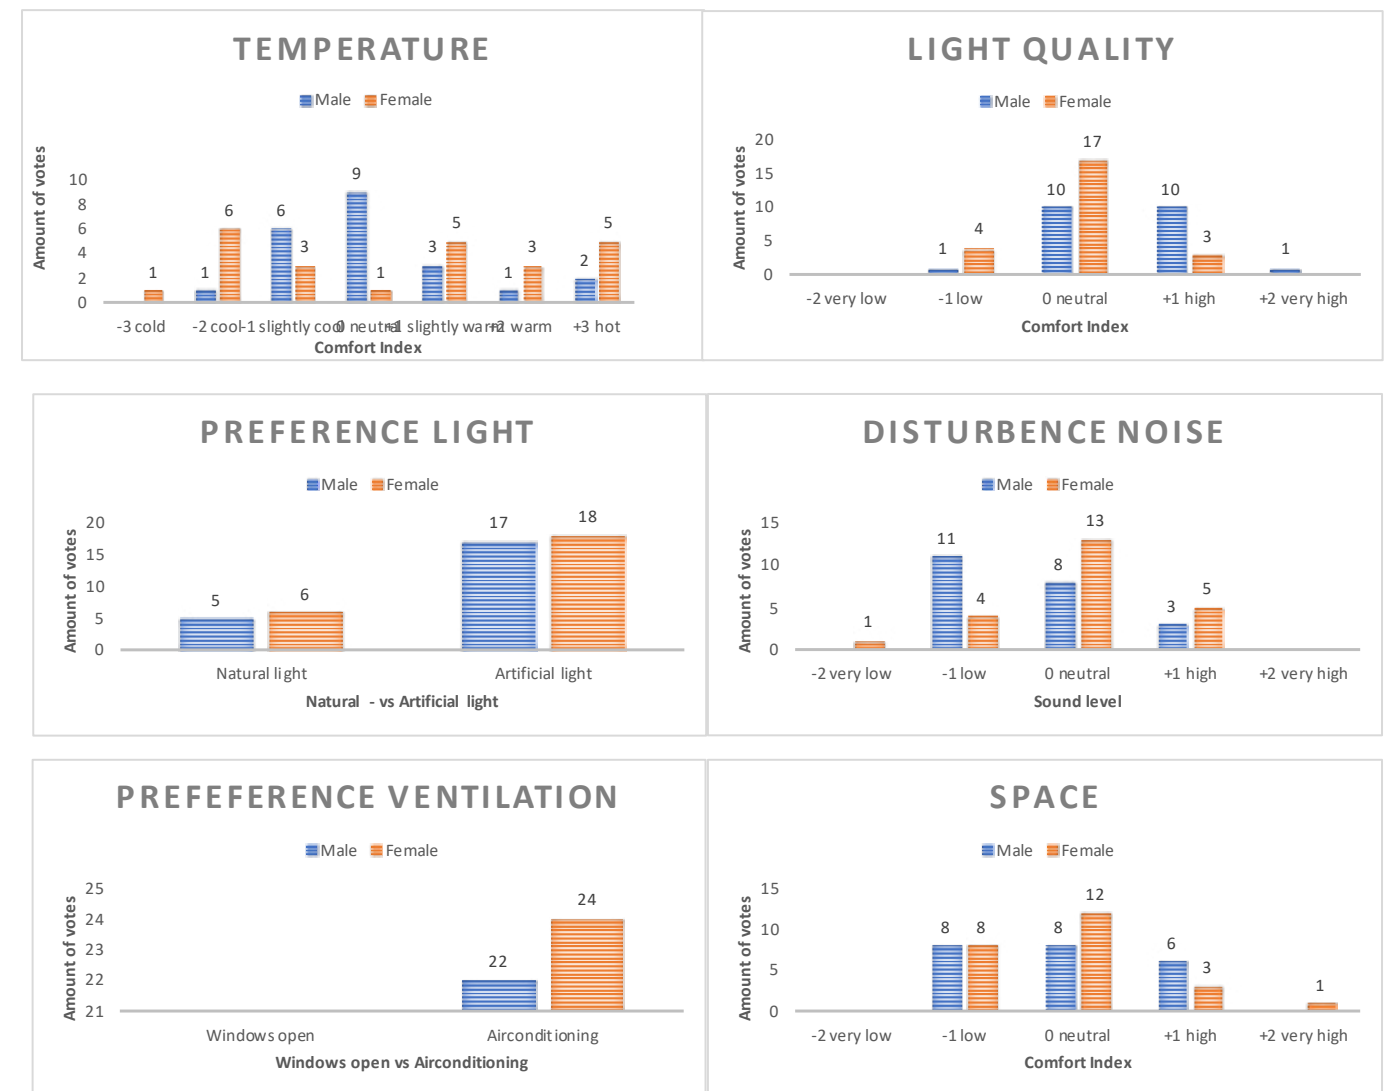 TEMPERATURE
Male Female
Amount of votes
10
8
6
4
2
0
1 1 6 6 3 9 1 3 5 1 3 2 5
-3 cold -2 cool -1 slightly cool 0 neutral +1 slightly warm +2 warm +3 hot
Comfort Index
LIGHT QUALITY
Male Female
Amount of votes
20
15
10
5
0
1 4 10 17 10 3 1
-2 very low -1 low 0 neutral +1 high +2 very high
Comfort Index
PREFERENCE LIGHT
Male Female
Amount of votes
20
15
10
5
0
5 6 17 18
Natural light Artificial light
Natural - vs Artificial light
DISTURBENCE NOISE
Male Female
Amount of votes
15
10
5
0
1 11 4 8 13 3 5
-2 very low -1 low 0 neutral +1 high +2 very high
Sound level
PREFEFERENCE VENTILATION
Male Female
Amount of votes
25
24
23
22
21
22 24
Windows open Airconditioning
Windows open vs Airconditioning
SPACE
Male Female
Amount of votes
15
10
5
0
8 8 8 12 6 3 1
-2 very low -1 low 0 neutral +1 high +2 very high
Comfort Index